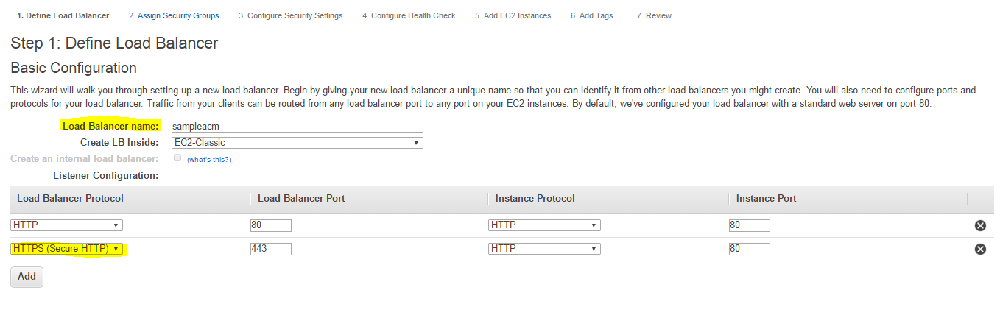 1. Define Load Balancer 2. Assign Security Groups 3. Configure Security Settings 4. Configure Health Check 5. Add EC2 Instances 6. Add Tags 7. Review
Step 1: Define Load Balancer
Basic Configuration
This wizard will walk you through setting up a new load balancer. Begin by giving your new load balancer a unique name so that you can identify it from other load balancers you might create. You will also need to configure ports and
protocols for your load balancer. Traffic from your clients can be routed from any load balancer port to any port on your EC2 instances. By default, we've configured your load balancer with a standard web server on port 80.
Load Balancer name: sampleacm
Create LB Inside: EC2-Classic
Create an internal load balancer: (what's this?)
Listener Configuration:
Load Balancer Protocol Load Balancer Port Instance Protocol Instance Port
HTTP 80 HTTP 80
HTTPS (Secure HTTP) 443 HTTP 80
Add